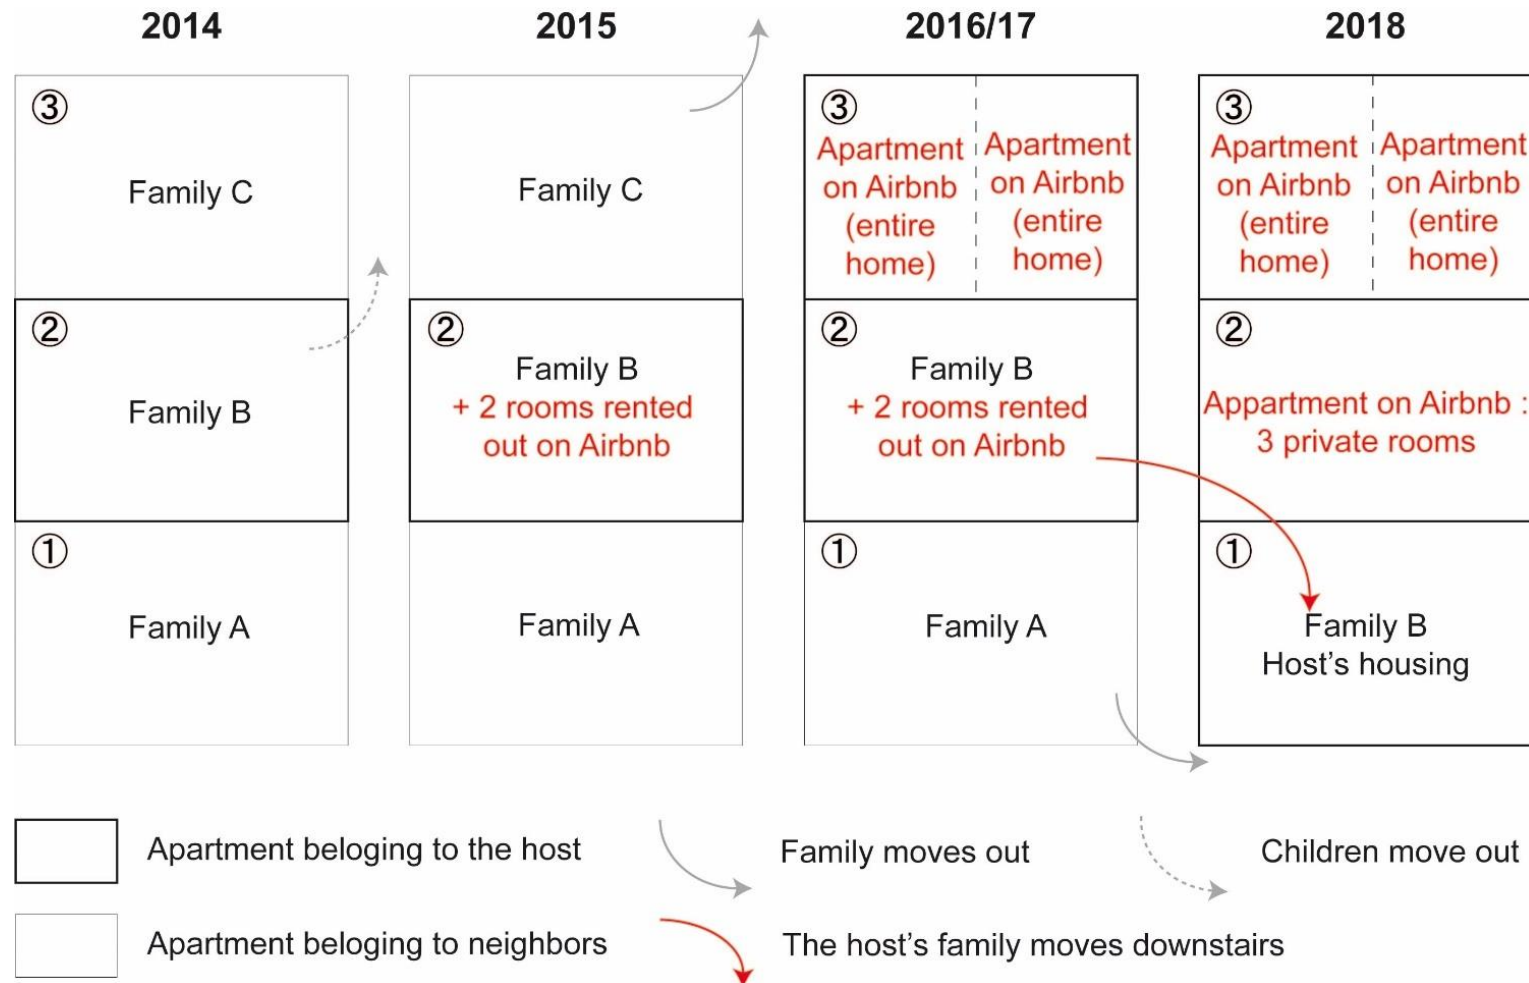 2014
2015
2016/17
2018
③
Family C
②
Family B
①
Family A
Family C
②
Family B
+ 2 rooms rented
out on Airbnb
Family A
③
Apartment
on Airbnb
(entire
home)
Apartment
on Airbnb
(entire
home)
②
Family B
+ 2 rooms rented
out on Airbnb
①
Family A
③
Apartment
on Airbnb
(entire
home)
Apartment
on Airbnb
(entire
home)
②
Appartment on Airbnb :
3 private rooms
①
Family B
Host’s housing
Apartment beloging to the host
Family moves out
Children move out
Apartment beloging to neighbors
The host’s family moves downstairs